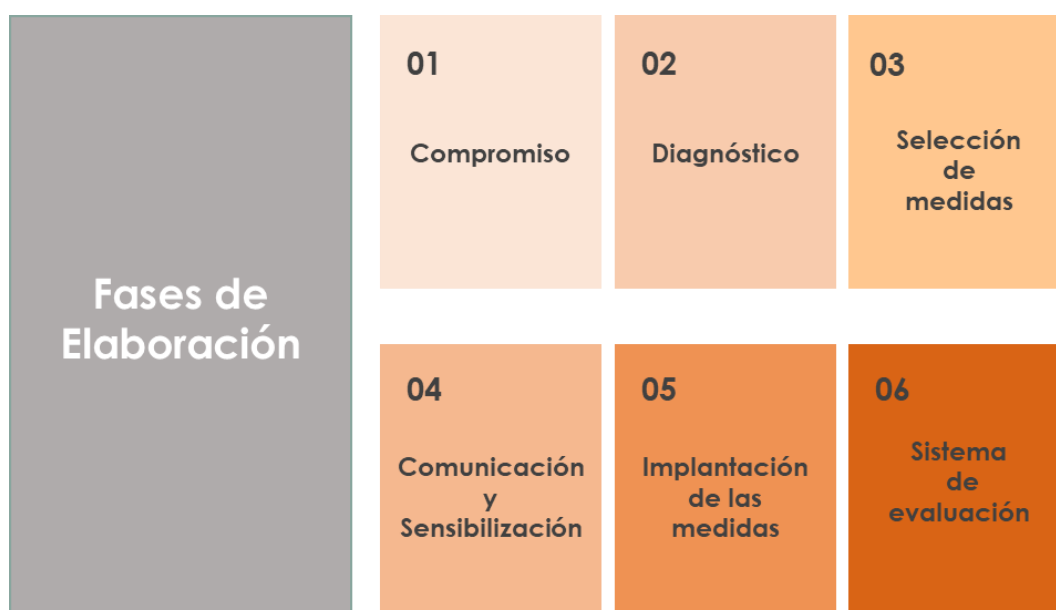 Fases de
Elaboración
01
Compromiso
02
Diagnóstico
03
Selección
de
medidas
04
Comunicación
y
Sensibilización
05
Implantación
de las
medidas
06
Sistema
de
evaluación